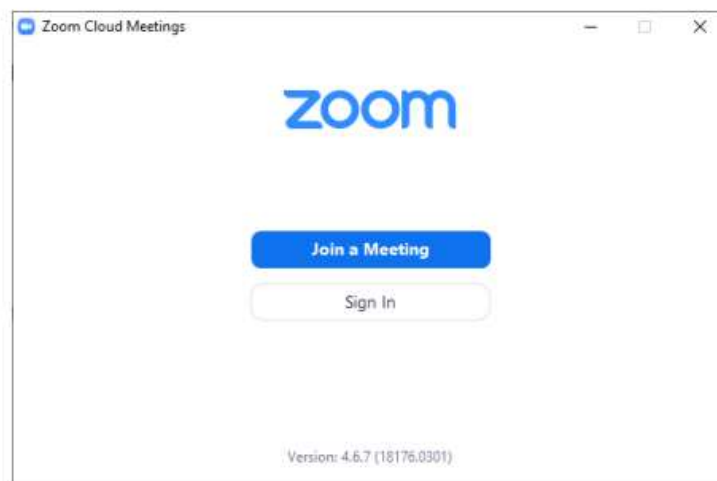 Zoom Cloud Meetings
zoom
Join a Meeting
Sign In
Version: 4.6.7 (18176.0301)